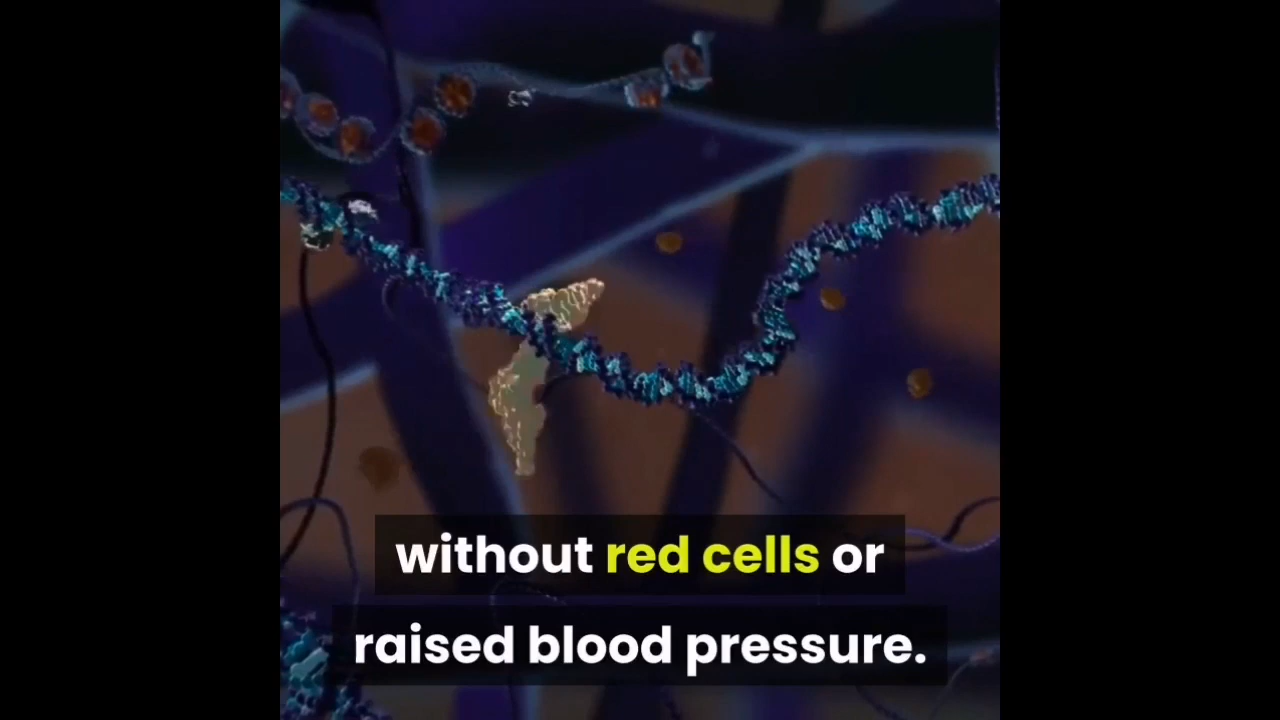 without red cells or
raised blood pressure.